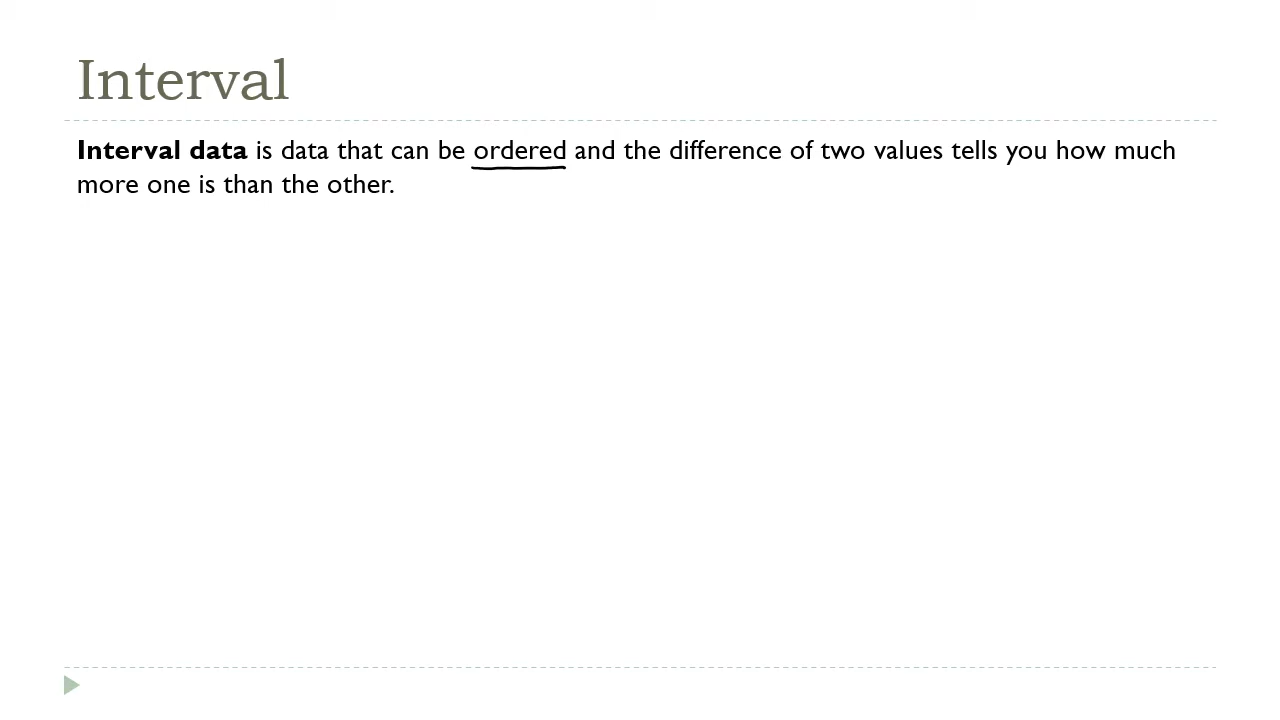 Interval
Interval data is data that can be ordered and the difference of two values tells you how much
more one is than the other.